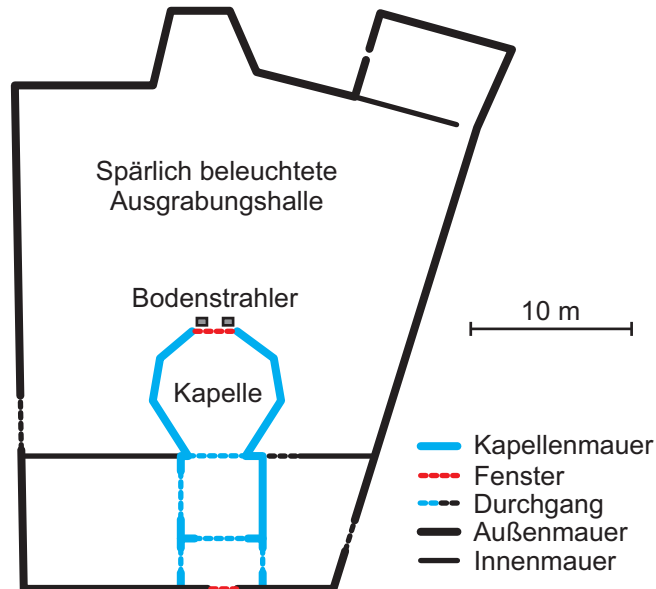 Spärlich beleuchtete
Ausgrabungshalle
Bodenstrahler
10 m
Kapelle
Kapellenmauer
Fenster
Durchgang
Außenmauer
Innenmauer